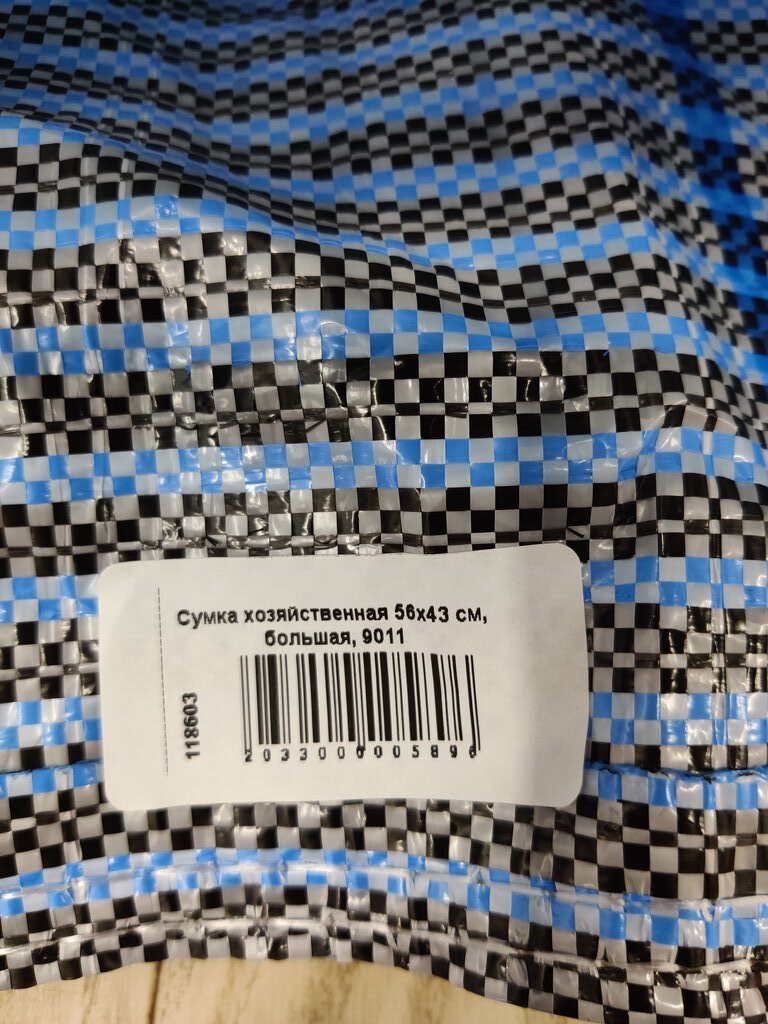 Сумка хозяйственная 56х43 см,
большая, 9011
118603
2033000005896